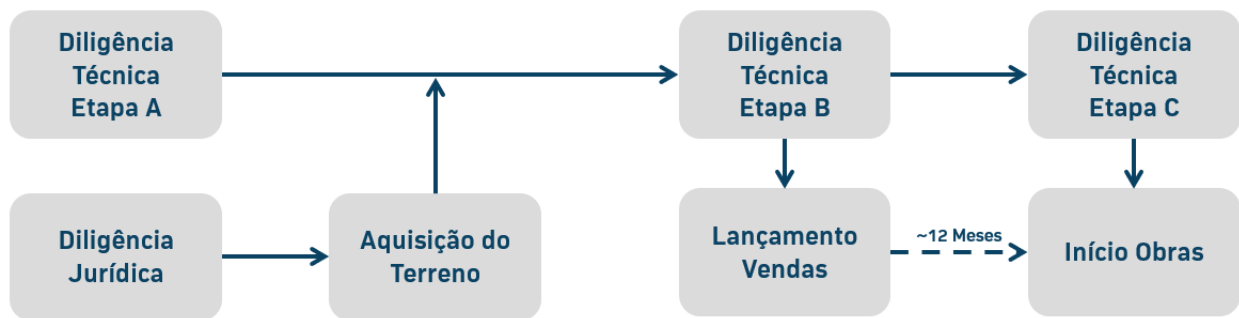 Diligência
Técnica
Etapa A
Diligência
Técnica
Etapa B
Diligência
Técnica
Etapa C
Diligência
Jurídica
Aquisição do
Terreno
Lançamento
Vendas
~12 Meses
Início Obras